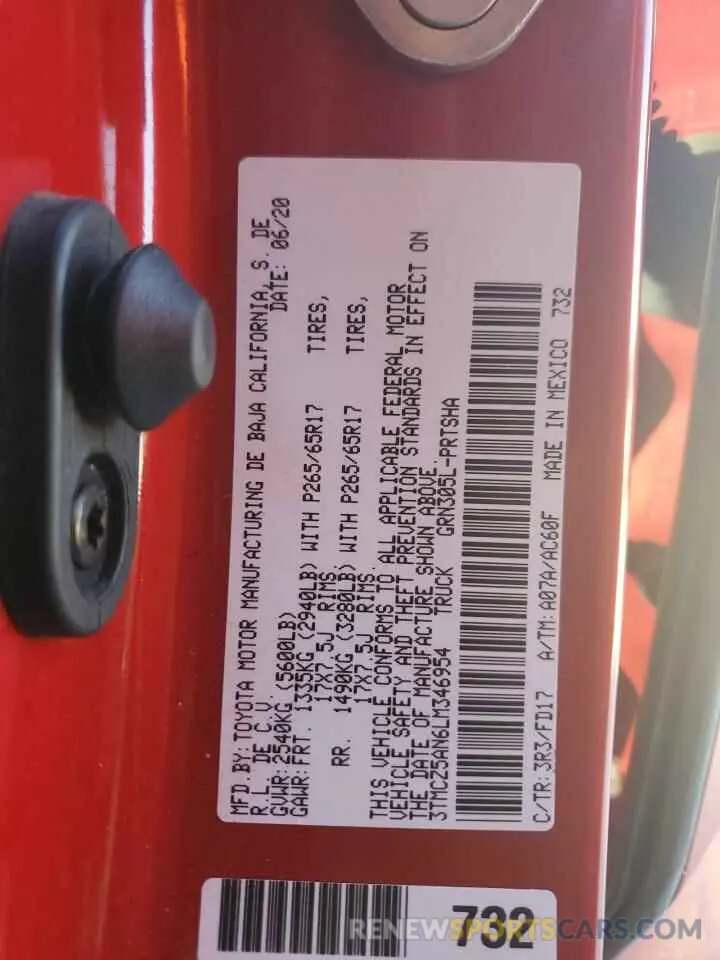 MFD.BY: TOYOTA MOTOR MANUFACTURING DE BAJA CALIFORNIA, S. DE
R.L. DE C.V. DATE: 06/20
GVWR: 2540KG (5600LB)
GAWR: FRT. 1335KG (2940LB) WITH P265/65R17 TIRES,
17X7.5J RIMS
RR. 1490KG (3280LB) WITH P265/65R17 TIRES,
17X7.5J RIMS.
THIS VEHICLE CONFORMS TO ALL APPLICABLE FEDERAL MOTOR
VEHICLE SAFETY AND THEFT PREVENTION STANDARDS IN EFFECT ON
THE DATE OF MANUFACTURE SHOWN ABOVE.
3TMCZ5AN6LM346954 TRUCK GRN305L-PRTSHA
C/TR: 3R3/FD17 A/TM: A07A/AC60F MADE IN MEXICO 732
732
RENEWSPORTSCARS.COM